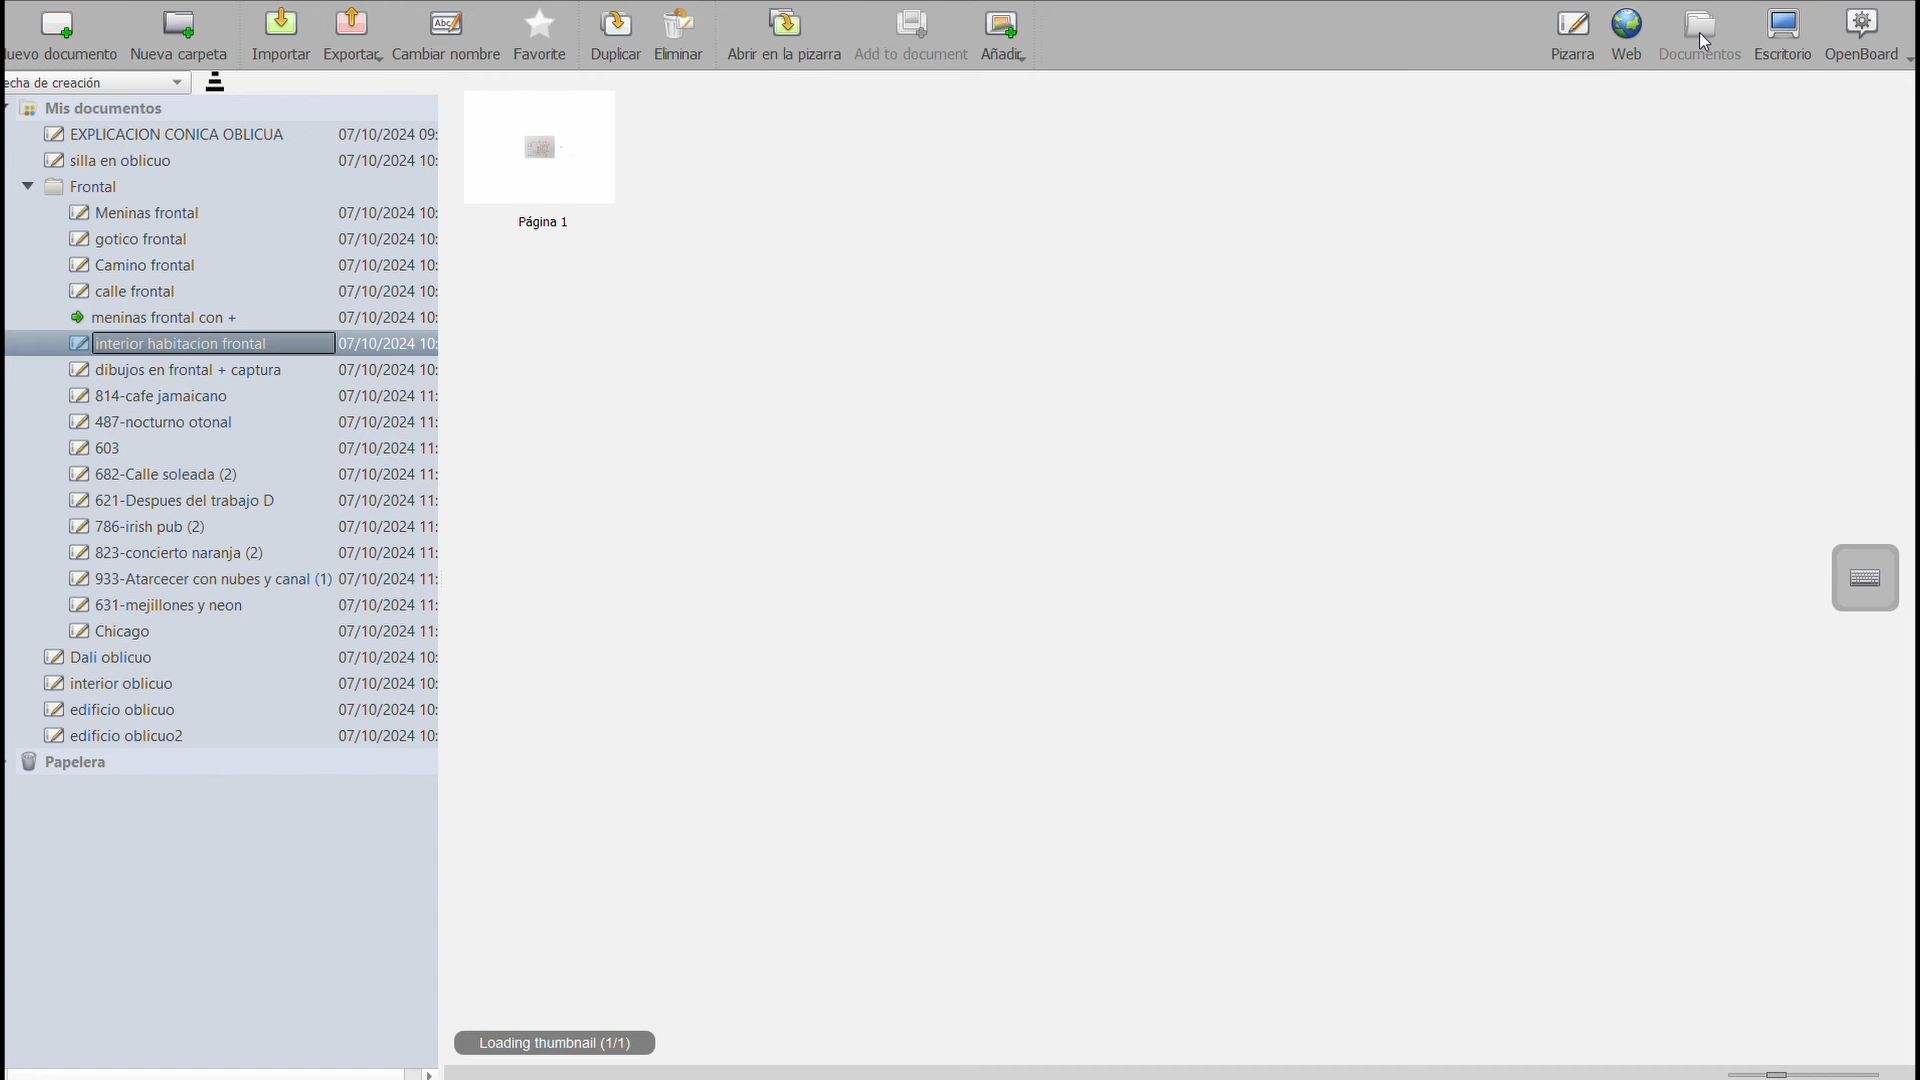 uevo documento Nueva carpeta Importar Exportar Cambiar nombre Favorite Duplicar Eliminar Abrir en la pizarra Add to document Añadir Pizarra Web Documentos Escritorio OpenBoard
echa de creación
Mis documentos
EXPLICACION CONICA OBLICUA 07/10/2024 09:
silla en oblicuo 07/10/2024 10:
Frontal
Meninas frontal 07/10/2024 10:
gotico frontal 07/10/2024 10:
Camino frontal 07/10/2024 10:
calle frontal 07/10/2024 10:
meninas frontal con + 07/10/2024 10:
interior habitacion frontal 07/10/2024 10:
dibujos en frontal + captura 07/10/2024 10:
814-cafe jamaicano 07/10/2024 11:
487-nocturno otonal 07/10/2024 11:
603 07/10/2024 11:
682-Calle soleada (2) 07/10/2024 11:
621-Despues del trabajo D 07/10/2024 11:
786-irish pub (2) 07/10/2024 11:
823-concierto naranja (2) 07/10/2024 11:
933-Atarcecer con nubes y canal (1) 07/10/2024 11:
631-mejillones y neon 07/10/2024 11:
Chicago 07/10/2024 11:
Dali oblicuo 07/10/2024 10:
interior oblicuo 07/10/2024 10:
edificio oblicuo 07/10/2024 10:
edificio oblicuo2 07/10/2024 10:
Papelera
Página 1
Loading thumbnail (1/1)